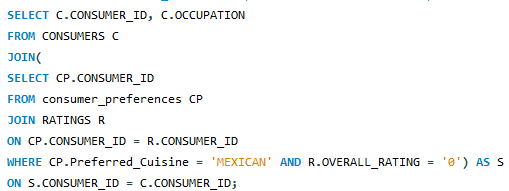 SELECT C.CONSUMER_ID, C.OCCUPATION
FROM CONSUMERS C
JOIN(
SELECT CP.CONSUMER_ID
FROM consumer_preferences CP
JOIN RATINGS R
ON CP.CONSUMER_ID = R.CONSUMER_ID
WHERE CP.Preferred_Cuisine = 'MEXICAN' AND R.OVERALL_RATING = '0') AS S
ON S.CONSUMER_ID = C.CONSUMER_ID;